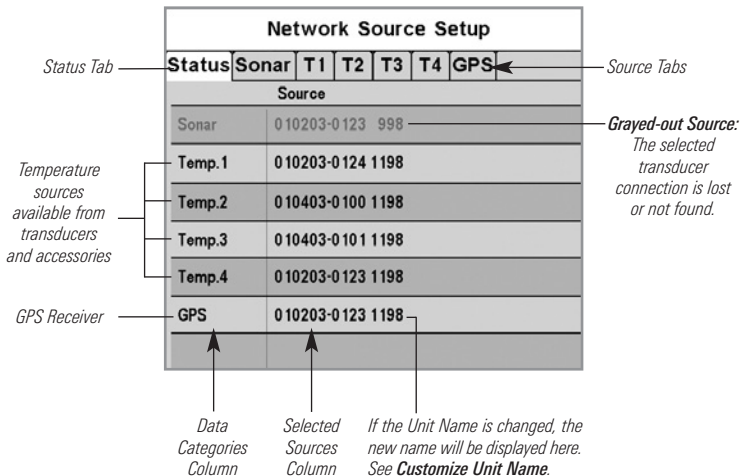 Network Source Setup
Status Sonar T1 T2 T3 T4 GPS
Status Tab
Source Tabs
Source
Sonar 010203-0123 998
Grayed-out Source:
The selected
transducer
connection is lost
or not found.
Temp.1 010203-0124 1198
Temp.2 010403-0100 1198
Temp.3 010403-0101 1198
Temp.4 010203-0123 1198
Temperature
sources
available from
transducers
and accessories
GPS Receiver
GPS 010203-0123 1198
Data
Categories
Column
Selected
Sources
Column
If the Unit Name is changed, the
new name will be displayed here.
See Customize Unit Name.